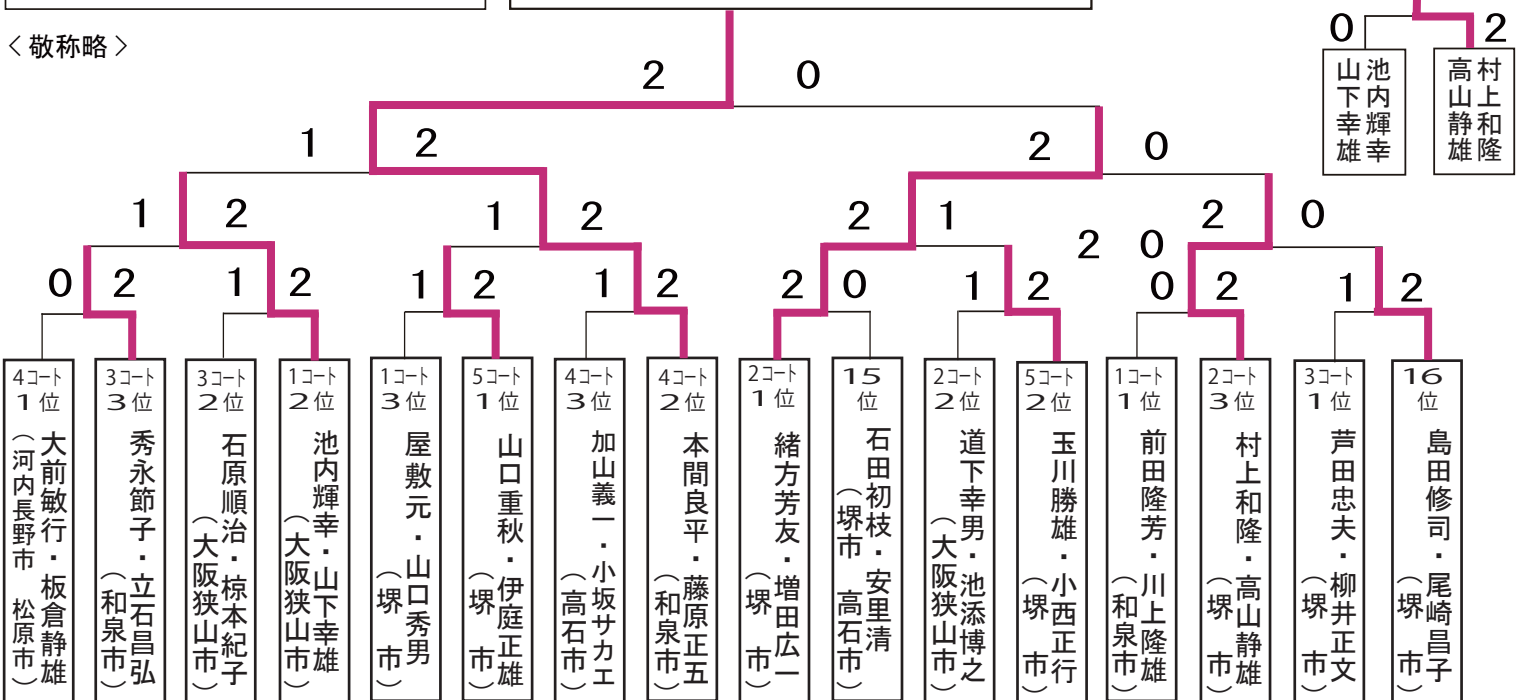 ＜敬称略＞
2 0
0 2
池内輝幸
山下幸雄
村上和隆
高山静雄
1 2
2 0
1 2
1 2
2 1
2 0
2 0
0 2
1 2
1 2
1 2
2 0
1 2
0 2
1 2
4コート
1位
大前敏行・板倉静雄
（河内長野市 松原市）
3コート
3位
秀永節子・立石昌弘
（和泉市）
3コート
2位
石原順治・椋本紀子
（大阪狭山市）
1コート
2位
池内輝幸・山下幸雄
（大阪狭山市）
1コート
3位
屋敷元・山口秀男
（堺 市）
5コート
1位
山口重秋・伊庭正雄
（堺 市）
4コート
3位
加山義一・小坂サカエ
（高石市）
4コート
2位
本間良平・藤原正五
（和泉市）
2コート
1位
緒方芳友・増田広一
（堺 市）
15
位
石田初枝・安里清
（堺市 高石市）
2コート
2位
道下幸男・池添博之
（大阪狭山市）
5コート
2位
玉川勝雄・小西正行
（堺 市）
1コート
1位
前田隆芳・川上隆雄
（和泉市）
2コート
3位
村上和隆・高山静雄
（堺 市）
3コート
1位
芦田忠夫・柳井正文
（堺 市）
16
位
島田修司・尾崎昌子
（堺 市）